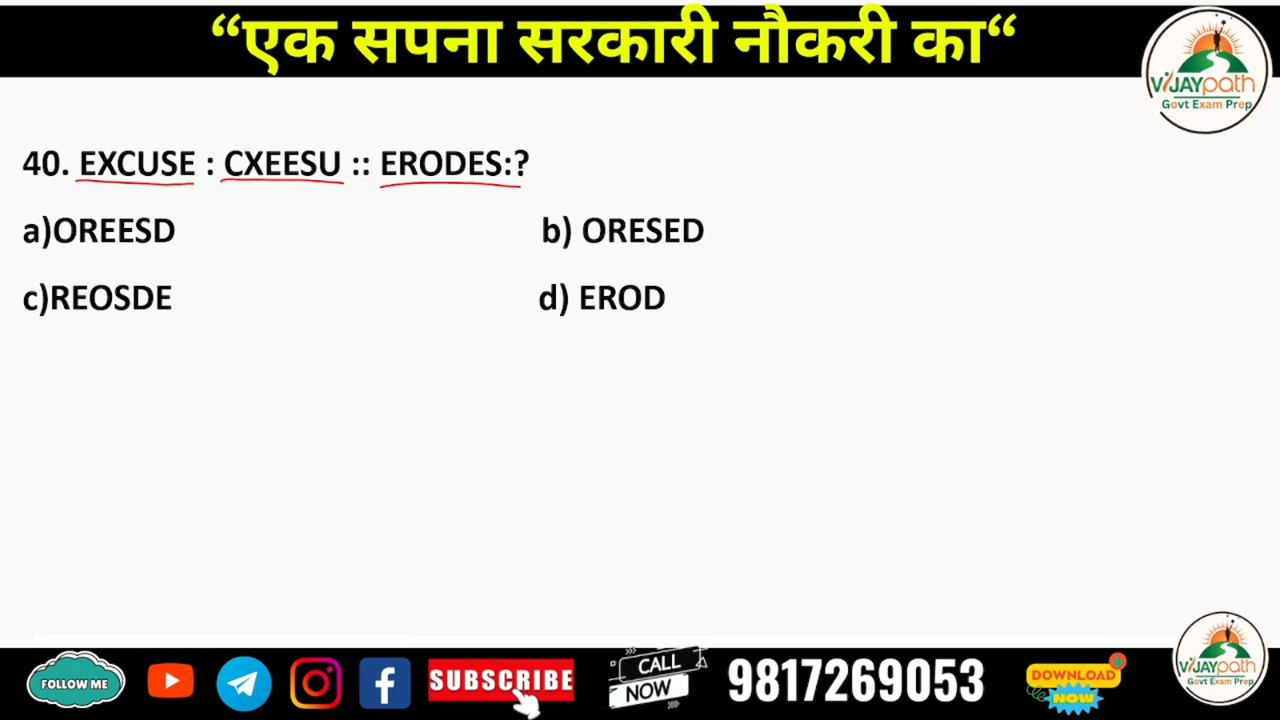 “एक सपना सरकारी नौकरी का“
ViJAYpath
Govt Exam Prep
40. EXCUSE : CXEESU :: ERODES:?
a)OREESD b) ORESED
c)REOSDE d) EROD
FOLLOW ME
SUBSCRIBE
CALL
NOW
9817269053
DOWNLOAD
NOW
ViJAYpath
Govt Exam Prep